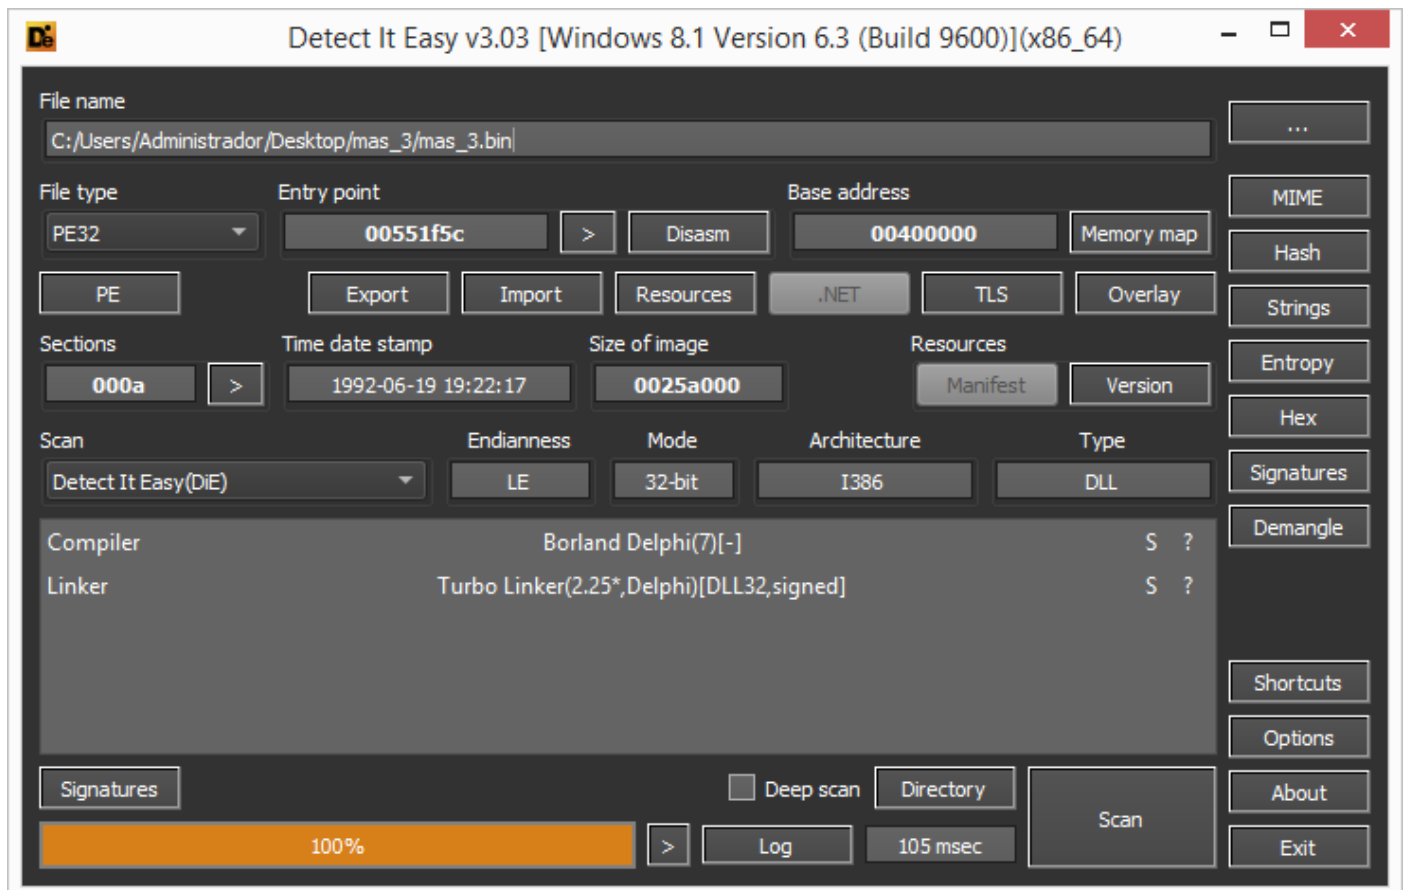 Detect It Easy v3.03 [Windows 8.1 Version 6.3 (Build 9600)](x86_64)
File name
C:/Users/Administrador/Desktop/mas_3/mas_3.bin
...
File type Entry point Base address
PE32 00551f5c > Disasm 00400000 Memory map
MIME
Hash
PE Export Import Resources .NET TLS Overlay
Strings
Sections Time date stamp Size of image Resources
000a > 1992-06-19 19:22:17 0025a000 Manifest Version
Entropy
Hex
Scan Endianness Mode Architecture Type
Detect It Easy(DiE) LE 32-bit I386 DLL
Signatures
Demangle
Compiler Borland Delphi(7)[-] S ?
Linker Turbo Linker(2.25*,Delphi)[DLL32,signed] S ?
Shortcuts
Options
Signatures Deep scan Directory Scan
About
100% > Log 105 msec
Exit